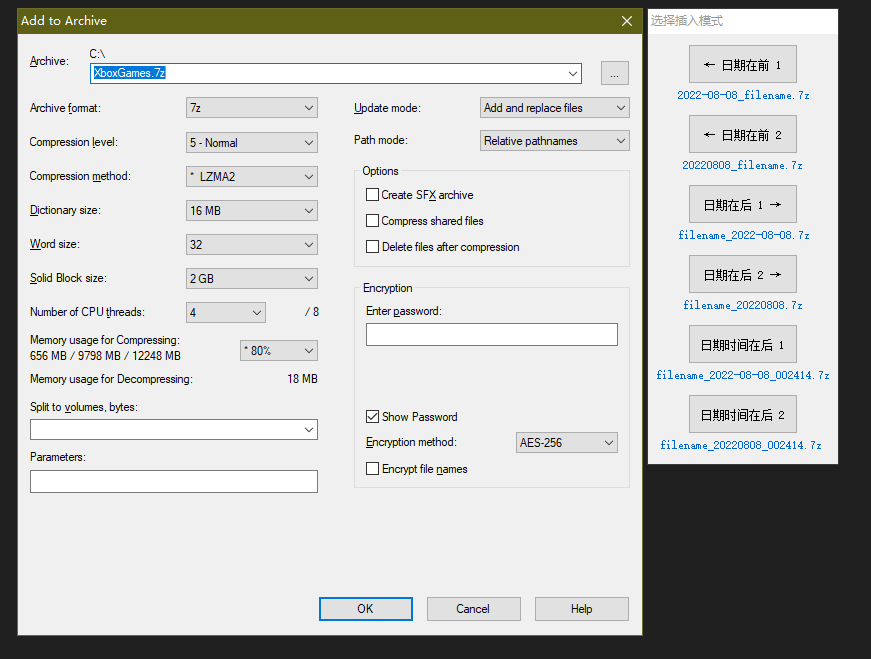 Add to Archive
Archive:
C:\
XboxGames.7z
...
Archive format:
7z
Compression level:
5 - Normal
Compression method:
* LZMA2
Dictionary size:
16 MB
Word size:
32
Solid Block size:
2 GB
Number of CPU threads:
4
/ 8
Memory usage for Compressing:
656 MB / 9798 MB / 12248 MB
* 80%
Memory usage for Decompressing:
18 MB
Split to volumes, bytes:
Parameters:
Update mode:
Add and replace files
Path mode:
Relative pathnames
Options
Create SFX archive
Compress shared files
Delete files after compression
Encryption
Enter password:
Show Password
Encryption method:
AES-256
Encrypt file names
OK
Cancel
Help
选择插入模式
← 日期在前 1
2022-08-08_filename.7z
← 日期在前 2
20220808_filename.7z
日期在后 1 →
filename_2022-08-08.7z
日期在后 2 →
filename_20220808.7z
日期时间在后 1
filename_2022-08-08_002414.7z
日期时间在后 2
filename_20220808_002414.7z